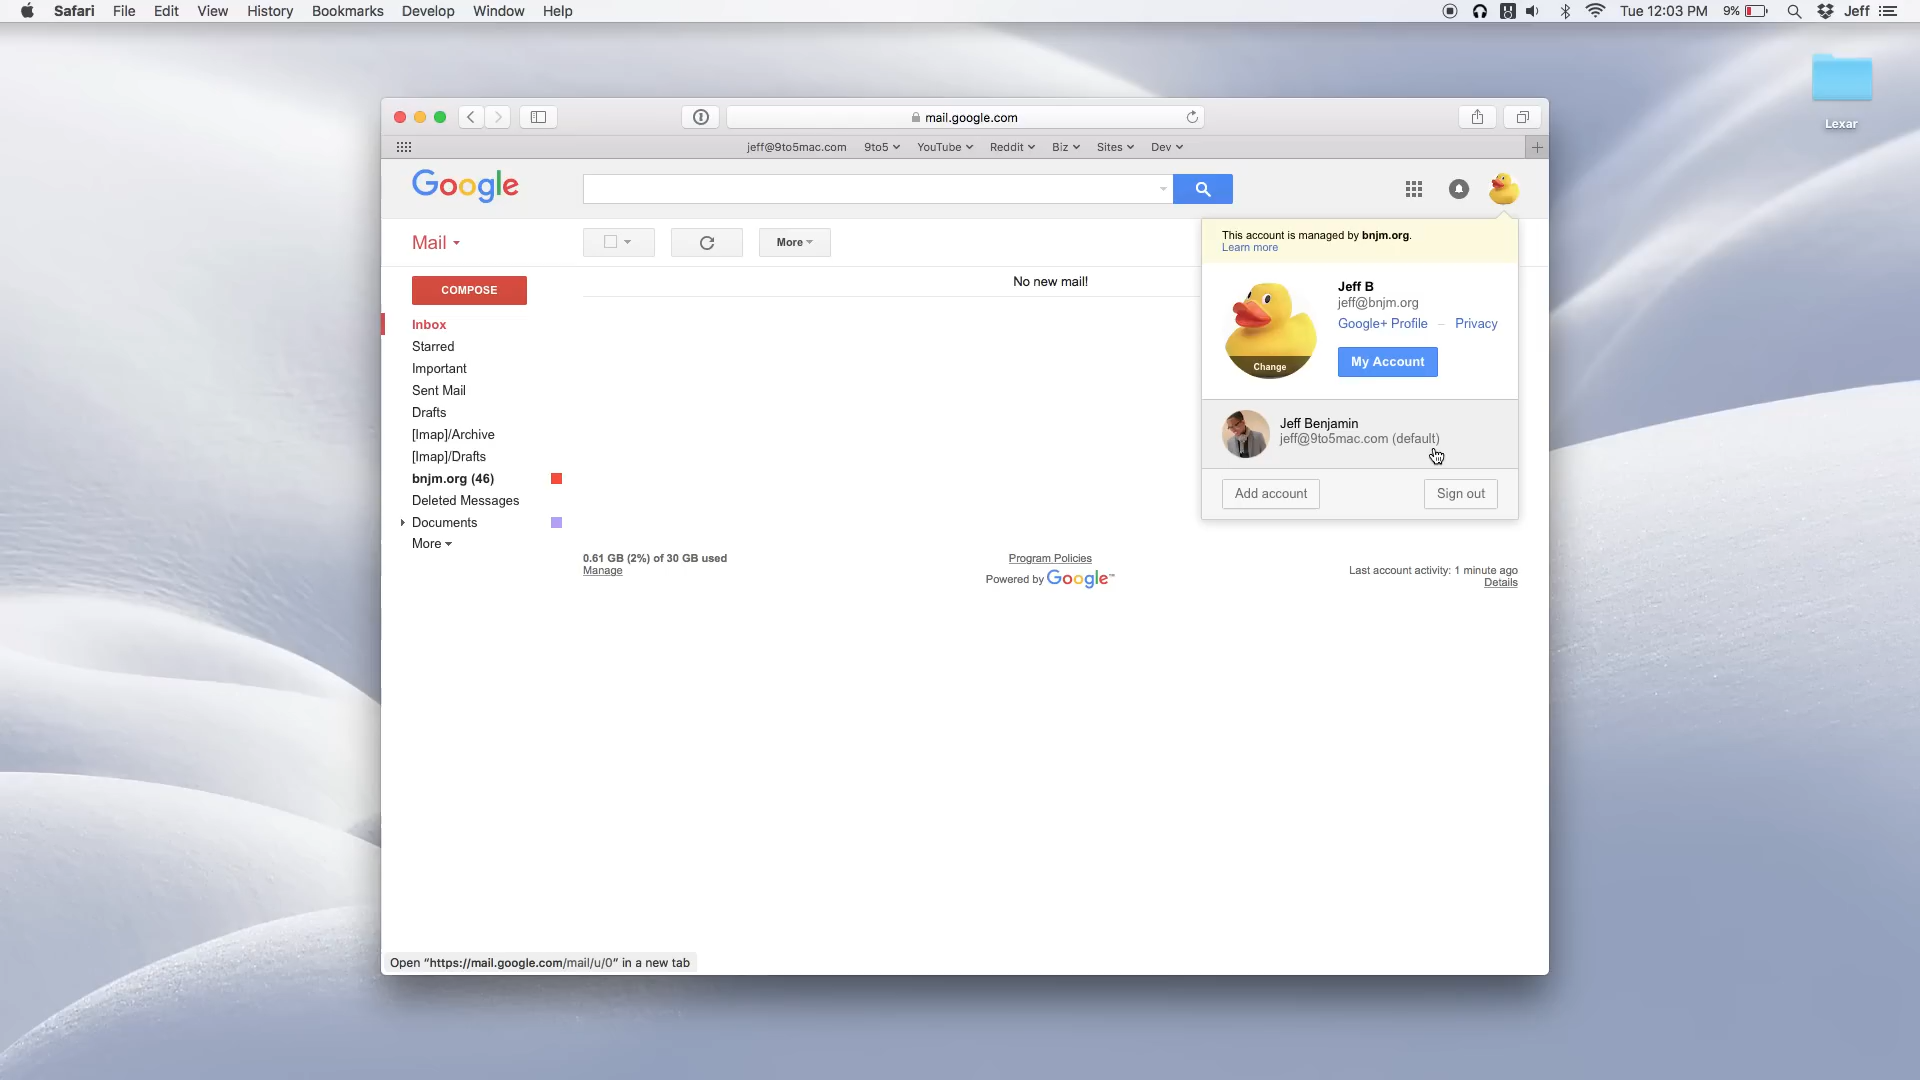 Safari File Edit View History Bookmarks Develop Window Help
Tue 12:03 PM 9% Jeff
Lexar
mail.google.com
jeff@9to5mac.com 9to5 YouTube Reddit Biz Sites Dev
Google
Mail
More
This account is managed by bnjm.org.
Learn more
COMPOSE
No new mail!
Jeff B
jeff@bnjm.org
Google+ Profile – Privacy
My Account
Change
Inbox
Starred
Important
Sent Mail
Drafts
[Imap]/Archive
[Imap]/Drafts
bnjm.org (46)
Deleted Messages
Documents
More
Jeff Benjamin
jeff@9to5mac.com (default)
Add account
Sign out
0.61 GB (2%) of 30 GB used
Manage
Program Policies
Powered by Google™
Last account activity: 1 minute ago
Details
Open “https://mail.google.com/mail/u/0” in a new tab